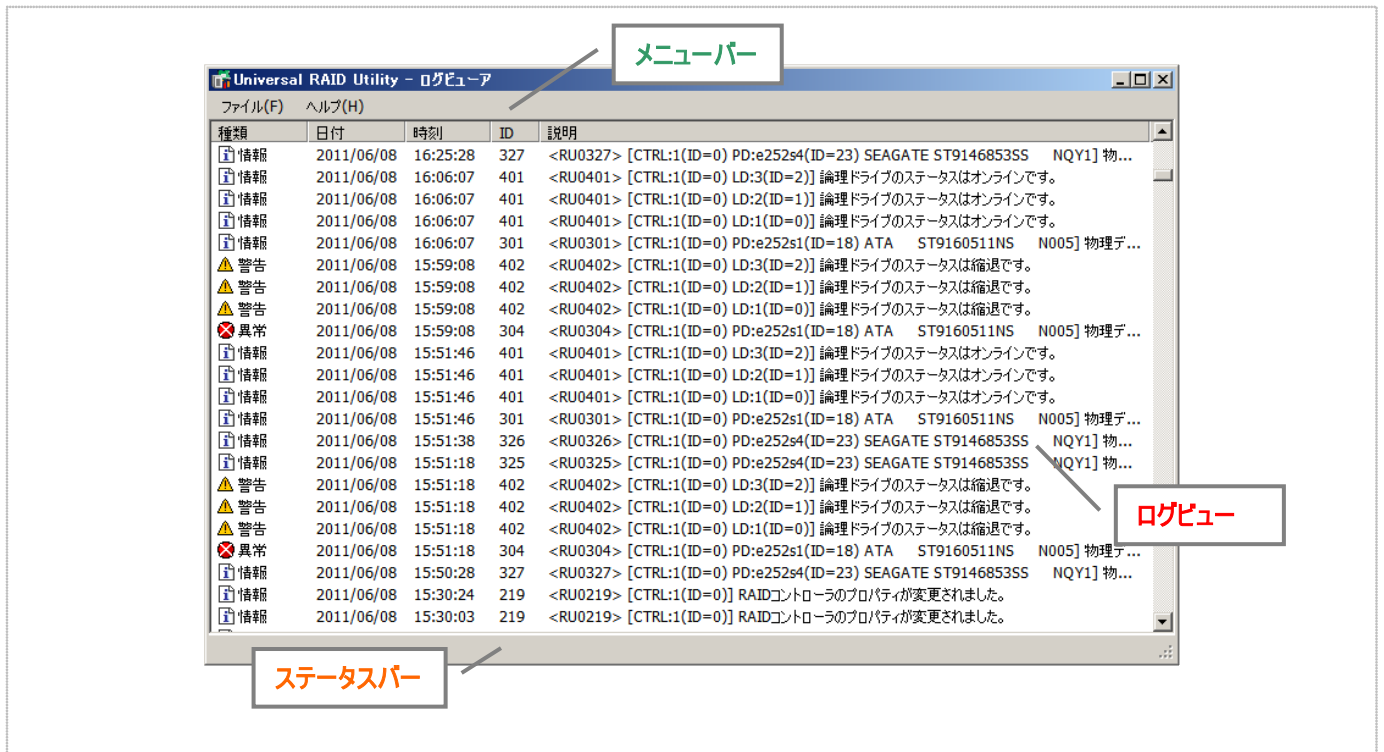 メニューバー
Universal RAID Utility - ログビューア
ファイル(F) ヘルプ(H)
種類 日付 時刻 ID 説明
情報 2011/06/08 16:25:28 327 <RU0327> [CTRL:1(ID=0) PD:e252s4(ID=23) SEAGATE ST9146853SS NQY1] 物...
情報 2011/06/08 16:06:07 401 <RU0401> [CTRL:1(ID=0) LD:3(ID=2)] 論理ドライブのステータスはオンラインです。
情報 2011/06/08 16:06:07 401 <RU0401> [CTRL:1(ID=0) LD:2(ID=1)] 論理ドライブのステータスはオンラインです。
情報 2011/06/08 16:06:07 401 <RU0401> [CTRL:1(ID=0) LD:1(ID=0)] 論理ドライブのステータスはオンラインです。
情報 2011/06/08 16:06:07 301 <RU0301> [CTRL:1(ID=0) PD:e252s1(ID=18) ATA ST9160511NS N005] 物理デ...
警告 2011/06/08 15:59:08 402 <RU0402> [CTRL:1(ID=0) LD:3(ID=2)] 論理ドライブのステータスは縮退です。
警告 2011/06/08 15:59:08 402 <RU0402> [CTRL:1(ID=0) LD:2(ID=1)] 論理ドライブのステータスは縮退です。
警告 2011/06/08 15:59:08 402 <RU0402> [CTRL:1(ID=0) LD:1(ID=0)] 論理ドライブのステータスは縮退です。
異常 2011/06/08 15:59:08 304 <RU0304> [CTRL:1(ID=0) PD:e252s1(ID=18) ATA ST9160511NS N005] 物理デ...
情報 2011/06/08 15:51:46 401 <RU0401> [CTRL:1(ID=0) LD:3(ID=2)] 論理ドライブのステータスはオンラインです。
情報 2011/06/08 15:51:46 401 <RU0401> [CTRL:1(ID=0) LD:2(ID=1)] 論理ドライブのステータスはオンラインです。
情報 2011/06/08 15:51:46 401 <RU0401> [CTRL:1(ID=0) LD:1(ID=0)] 論理ドライブのステータスはオンラインです。
情報 2011/06/08 15:51:46 301 <RU0301> [CTRL:1(ID=0) PD:e252s1(ID=18) ATA ST9160511NS N005] 物理デ...
情報 2011/06/08 15:51:38 326 <RU0326> [CTRL:1(ID=0) PD:e252s4(ID=23) SEAGATE ST9146853SS NQY1] 物...
情報 2011/06/08 15:51:18 325 <RU0325> [CTRL:1(ID=0) PD:e252s4(ID=23) SEAGATE ST9146853SS NQY1] 物...
警告 2011/06/08 15:51:18 402 <RU0402> [CTRL:1(ID=0) LD:3(ID=2)] 論理ドライブのステータスは縮退です。
警告 2011/06/08 15:51:18 402 <RU0402> [CTRL:1(ID=0) LD:2(ID=1)] 論理ドライブのステータスは縮退です。
警告 2011/06/08 15:51:18 402 <RU0402> [CTRL:1(ID=0) LD:1(ID=0)] 論理ドライブのステータスは縮退です。
異常 2011/06/08 15:51:18 304 <RU0304> [CTRL:1(ID=0) PD:e252s1(ID=18) ATA ST9160511NS N005] 物理デ...
情報 2011/06/08 15:50:28 327 <RU0327> [CTRL:1(ID=0) PD:e252s4(ID=23) SEAGATE ST9146853SS NQY1] 物...
情報 2011/06/08 15:30:24 219 <RU0219> [CTRL:1(ID=0)] RAIDコントローラのプロパティが変更されました。
情報 2011/06/08 15:30:03 219 <RU0219> [CTRL:1(ID=0)] RAIDコントローラのプロパティが変更されました。
ログビュー
ステータスバー